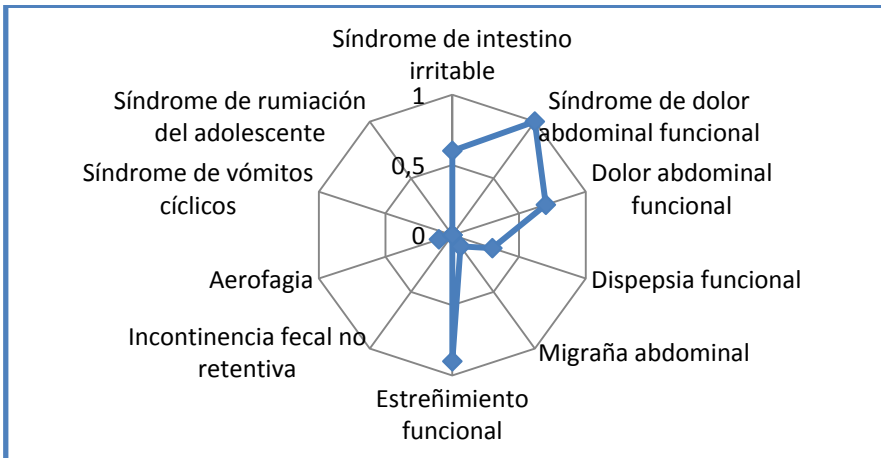 Síndrome de intestino
irritable
Síndrome de dolor
abdominal funcional
Dolor abdominal
funcional
Dispepsia funcional
Migraña abdominal
Estreñimiento
funcional
Incontinencia fecal no
retentiva
Aerofagia
Síndrome de vómitos
cíclicos
Síndrome de rumiación
del adolescente
1
0,5
0